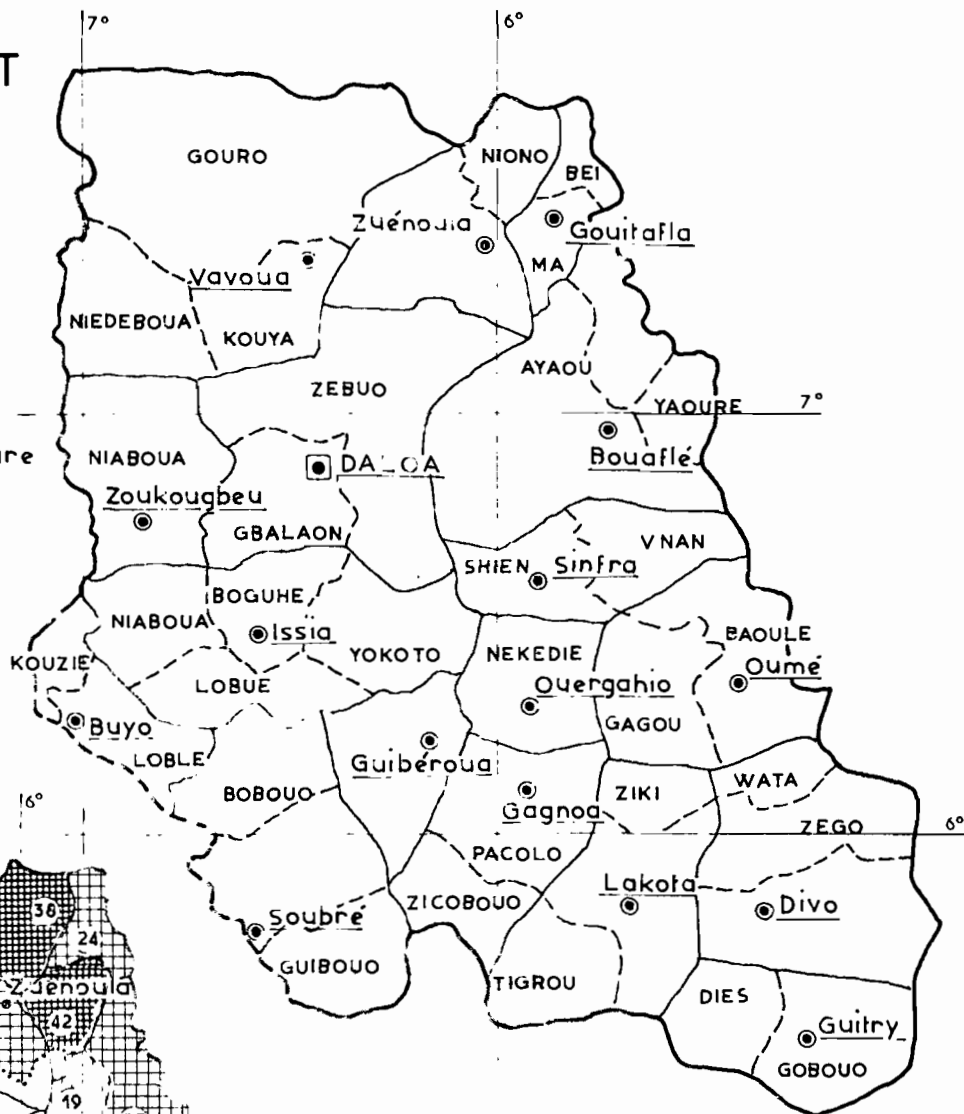 7°
6°
T
GOURO
NIONO
BEI
Zuénoula
Gouitafla
Vavoua
MA
NIEDEBOUA
KOUYA
AYAOU
ZEBUO
YAOURE
7°
NIABOUA
DALOA
Bouaflé
Zoukougbeu
GBALAON
VNAN
SHIEN
Sinfra
BOGUHE
NIABOUA
Issia
BAOULE
KOUZIE
YOKOTO
NEKEDIE
Oumé
LOBUE
Ouergahio
GAGOU
Buyo
LOBLE
Guibéroua
WATA
BOBOUO
ZIKI
6°
Gagnoa
ZEGO
6°
PACOLO
Lakota
38
ZICOBOUO
Divo
Soubré
24
GUIBOUO
Zuénoula
TIGROU
DIES
42
Guitry
GOBOUO
19